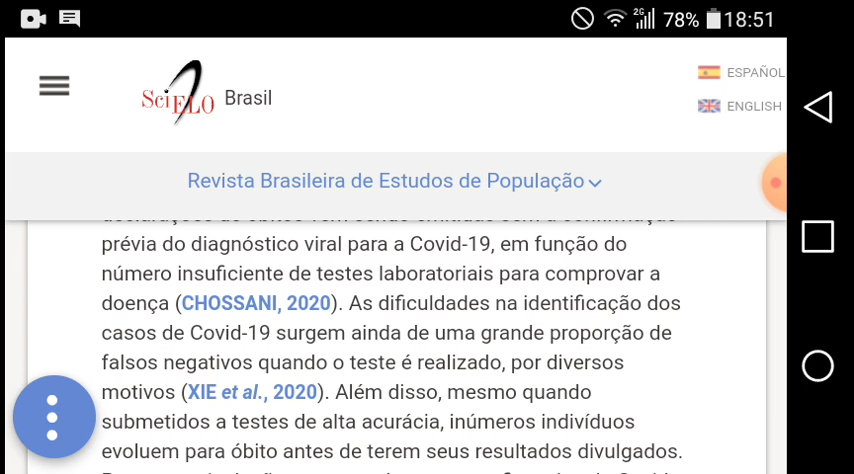 2G 78% 18:51
SciELO Brasil
ESPAÑOL
ENGLISH
Revista Brasileira de Estudos de População
prévia do diagnóstico viral para a Covid-19, em função do
número insuficiente de testes laboratoriais para comprovar a
doença (CHOSSANI, 2020). As dificuldades na identificação dos
casos de Covid-19 surgem ainda de uma grande proporção de
falsos negativos quando o teste é realizado, por diversos
motivos (XIE et al., 2020). Além disso, mesmo quando
submetidos a testes de alta acurácia, inúmeros indivíduos
evoluem para óbito antes de terem seus resultados divulgados.